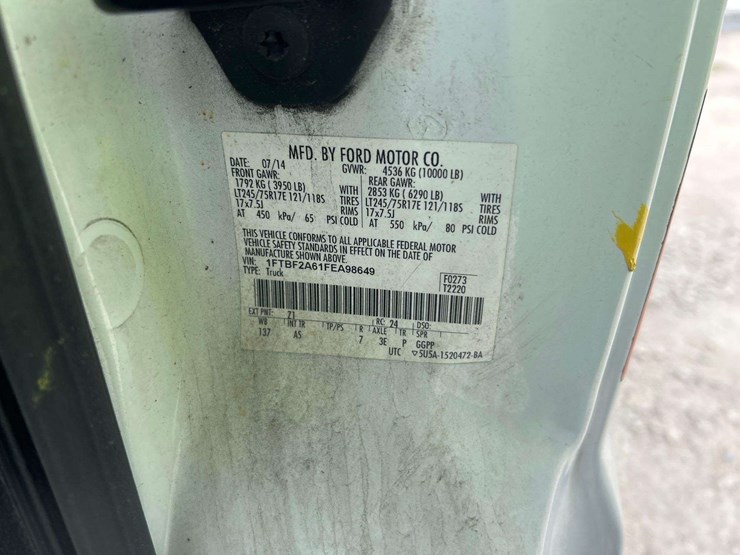 MFD. BY FORD MOTOR CO.
DATE: 07/14 GVWR: 4536 KG (10000 LB)
FRONT GAWR: REAR GAWR:
1792 KG ( 3950 LB) WITH 2853 KG ( 6290 LB) WITH
LT245/75R17E 121/118S TIRES LT245/75R17E 121/118S TIRES
17x7.5J RIMS 17x7.5J RIMS
AT 450 kPa/ 65 PSI COLD AT 550 kPa/ 80 PSI COLD
THIS VEHICLE CONFORMS TO ALL APPLICABLE FEDERAL MOTOR
VEHICLE SAFETY STANDARDS IN EFFECT ON THE DATE OF
MANUFACTURE SHOWN ABOVE.
VIN: 1FTBF2A61FEA98649 F0273
TYPE: Truck T2220
EXT PNT: Z1 RC: 24 DSO:
WB INT TR TP/PS R AXLE TR SPR
137 A5 7 3E P GGPP
UTC ▽5U5A-1520472-BA